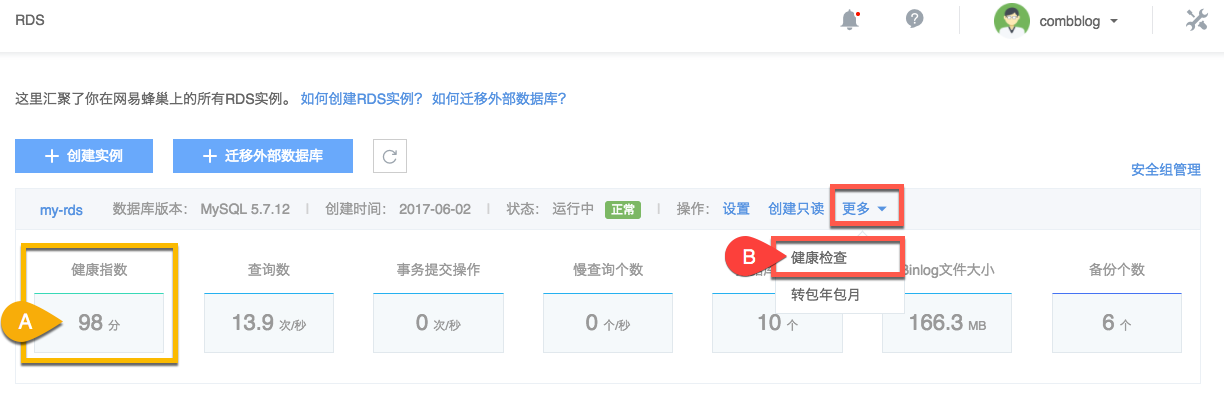 RDS
combblog
这里汇聚了你在网易蜂巢上的所有RDS实例。 如何创建RDS实例? 如何迁移外部数据库?
创建实例 迁移外部数据库
安全组管理
my-rds 数据库版本: MySQL 5.7.12 创建时间: 2017-06-02 状态: 运行中 正常 操作: 设置 创建只读 更多
B 健康检查
健康指数 查询数 事务提交操作 慢查询个数 Binlog文件大小 备份个数
转包年包月
A 98 分 13.9 次/秒 0 次/秒 0 个/秒 10 个 166.3 MB 6 个